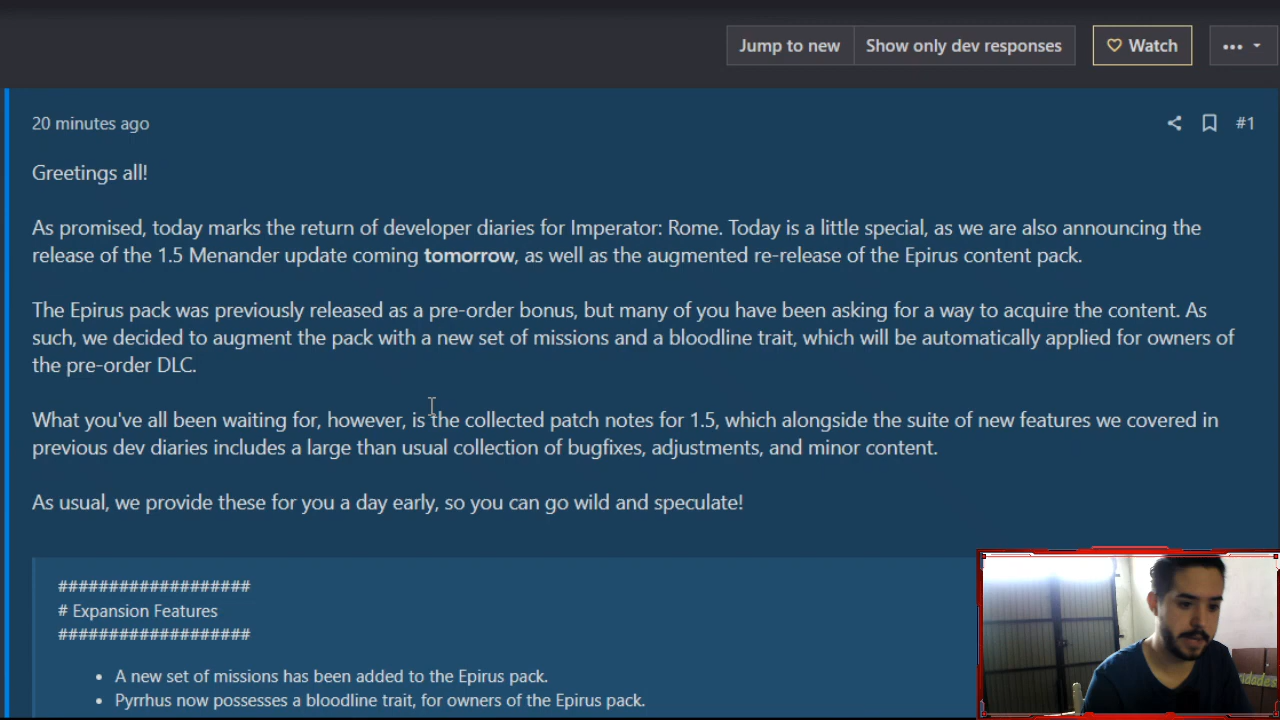 Jump to new
Show only dev responses
Watch
20 minutes ago
#1
Greetings all!
As promised, today marks the return of developer diaries for Imperator: Rome. Today is a little special, as we are also announcing the
release of the 1.5 Menander update coming tomorrow, as well as the augmented re-release of the Epirus content pack.
The Epirus pack was previously released as a pre-order bonus, but many of you have been asking for a way to acquire the content. As
such, we decided to augment the pack with a new set of missions and a bloodline trait, which will be automatically applied for owners of
the pre-order DLC.
What you've all been waiting for, however, is the collected patch notes for 1.5, which alongside the suite of new features we covered in
previous dev diaries includes a large than usual collection of bugfixes, adjustments, and minor content.
As usual, we provide these for you a day early, so you can go wild and speculate!
###################
# Expansion Features
###################
• A new set of missions has been added to the Epirus pack.
• Pyrrhus now possesses a bloodline trait, for owners of the Epirus pack.